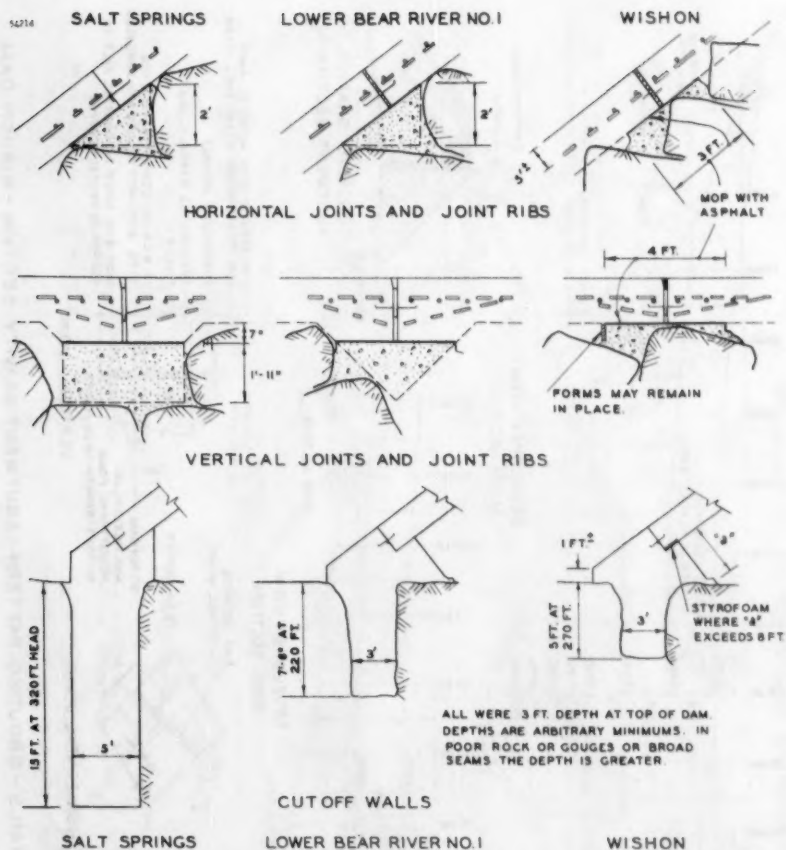 54214
SALT SPRINGS
LOWER BEAR RIVER NO.1
WISHON
2'
2'
3"±
3 FT.
MOP WITH
ASPHALT
HORIZONTAL JOINTS AND JOINT RIBS
7"
1'-11"
4 FT.
FORMS MAY REMAIN
IN PLACE.
VERTICAL JOINTS AND JOINT RIBS
15 FT. AT 320 FT. HEAD
5'
7'-8" AT
220 FT.
3'
1 FT.±
5 FT. AT
270 FT.
3'
"a"
STYROFOAM
WHERE "a"
EXCEEDS 8 FT.
ALL WERE 3 FT. DEPTH AT TOP OF DAM.
DEPTHS ARE ARBITRARY MINIMUMS. IN
POOR ROCK OR GOUGES OR BROAD
SEAMS THE DEPTH IS GREATER.
CUTOFF WALLS
SALT SPRINGS
LOWER BEAR RIVER NO.1
WISHON